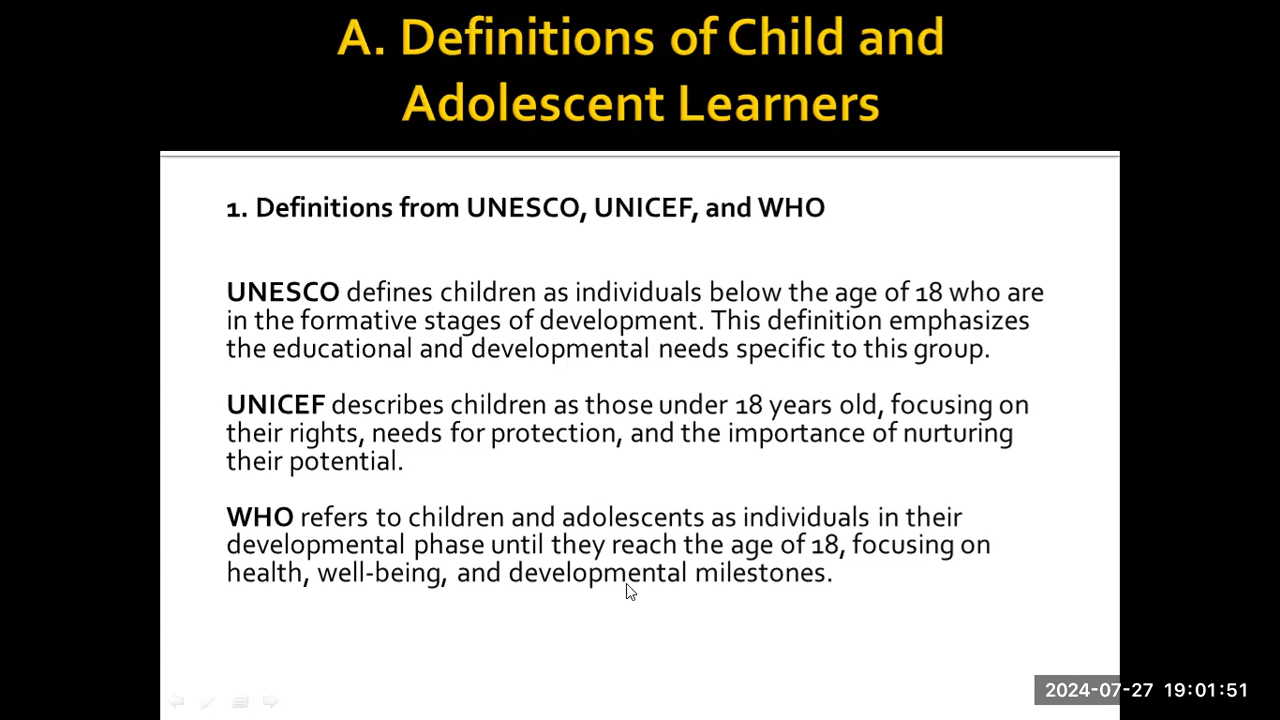 A. Definitions of Child and
Adolescent Learners
1. Definitions from UNESCO, UNICEF, and WHO
UNESCO defines children as individuals below the age of 18 who are
in the formative stages of development. This definition emphasizes
the educational and developmental needs specific to this group.
UNICEF describes children as those under 18 years old, focusing on
their rights, needs for protection, and the importance of nurturing
their potential.
WHO refers to children and adolescents as individuals in their
developmental phase until they reach the age of 18, focusing on
health, well-being, and developmental milestones.
2024-07-27 19:01:51